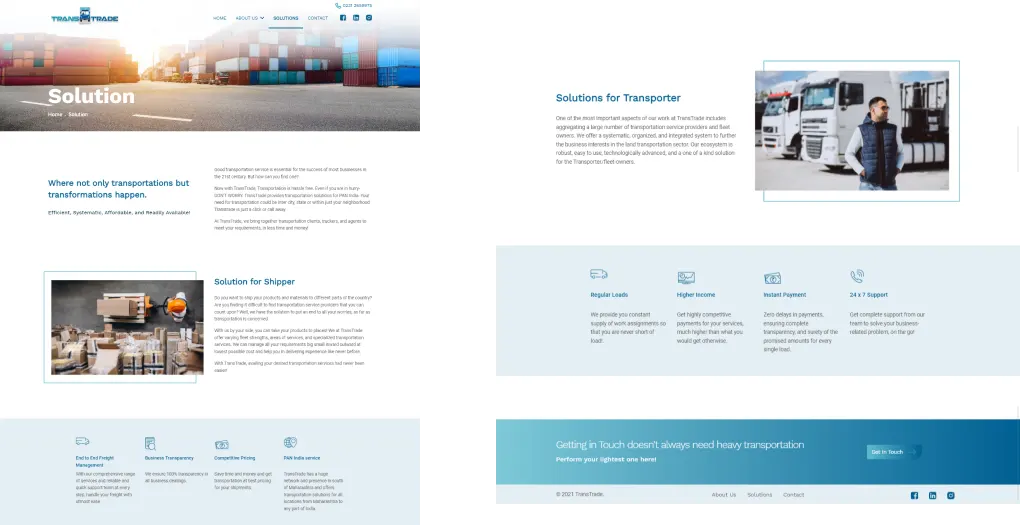 0221 2658975
TRANS TRADE
HOME
ABOUT US
SOLUTIONS
CONTACT
Solution
Home . Solution
Where not only transportations but
transformations happen.
Efficient, Systematic, Affordable, and Readily Available!
Good transportation service is essential for the success of most businesses in
the 21st century. But how can you find one?
Now with TransTrade, Transportation is hassle free. Even if you are in hurry-
DON'T WORRY. TransTrade provides transportation solutions for PAN India. Your
need for transportation could be inter city, state or within just your neighborhood
Transtrade is just a click or call away.
At TransTrade, we bring together transportation clients, truckers, and agents to
meet your requirements, in less time and money!
Solution for Shipper
Do you want to ship your products and materials to different parts of the country?
Are you finding it difficult to find transportation service providers that you can
count upon? Well, we have the solution to put an end to all your worries, as far as
transportation is concerned.
With us by your side, you can take your products to places! We at TransTrade
offer varying fleet strengths, areas of services, and specialized transportation
services. We can manage all your requirements big small routed outward at
lowest possible cost and help you in delivering experience like never before.
With TransTrade, availing your desired transportation services had never been
easier!
End to End Freight
Management
With our comprehensive range
of services and reliable and
quick support team at every
step, handle your freight with
utmost ease.
Business Transparency
We ensure 100% transparency in
all business dealings.
Competitive Pricing
Save time and money and get
transportation at best pricing
for your shipments.
PAN India service
TransTrade has a huge
network and presence in south
of Maharashtra and offers
transportation solutions for all
locations from Maharashtra to
any part of India.
Solutions for Transporter
One of the most important aspects of our work at TransTrade includes
aggregating a large number of transportation service providers and fleet
owners. We offer a systematic, organized, and integrated system to further
the business interests in the land transportation sector. Our ecosystem is
robust, easy to use, technologically advanced, and a one of a kind solution
for the Transporter/fleet owners.
Regular Loads
We provide you constant
supply of work assignments so
that you are never short of
load!
Higher Income
Get highly competitive
payments for your services,
much higher than what you
would get otherwise.
Instant Payment
Zero delays in payments,
ensuring complete
transparency, and surety of the
promised amounts for every
single load.
24 x 7 Support
Get complete support from our
team to solve your business-
related problem, on the go!
Getting in Touch doesn't always need heavy transportation
Perform your lightest one here!
Get In Touch
© 2021 TransTrade.
About Us
Solutions
Contact